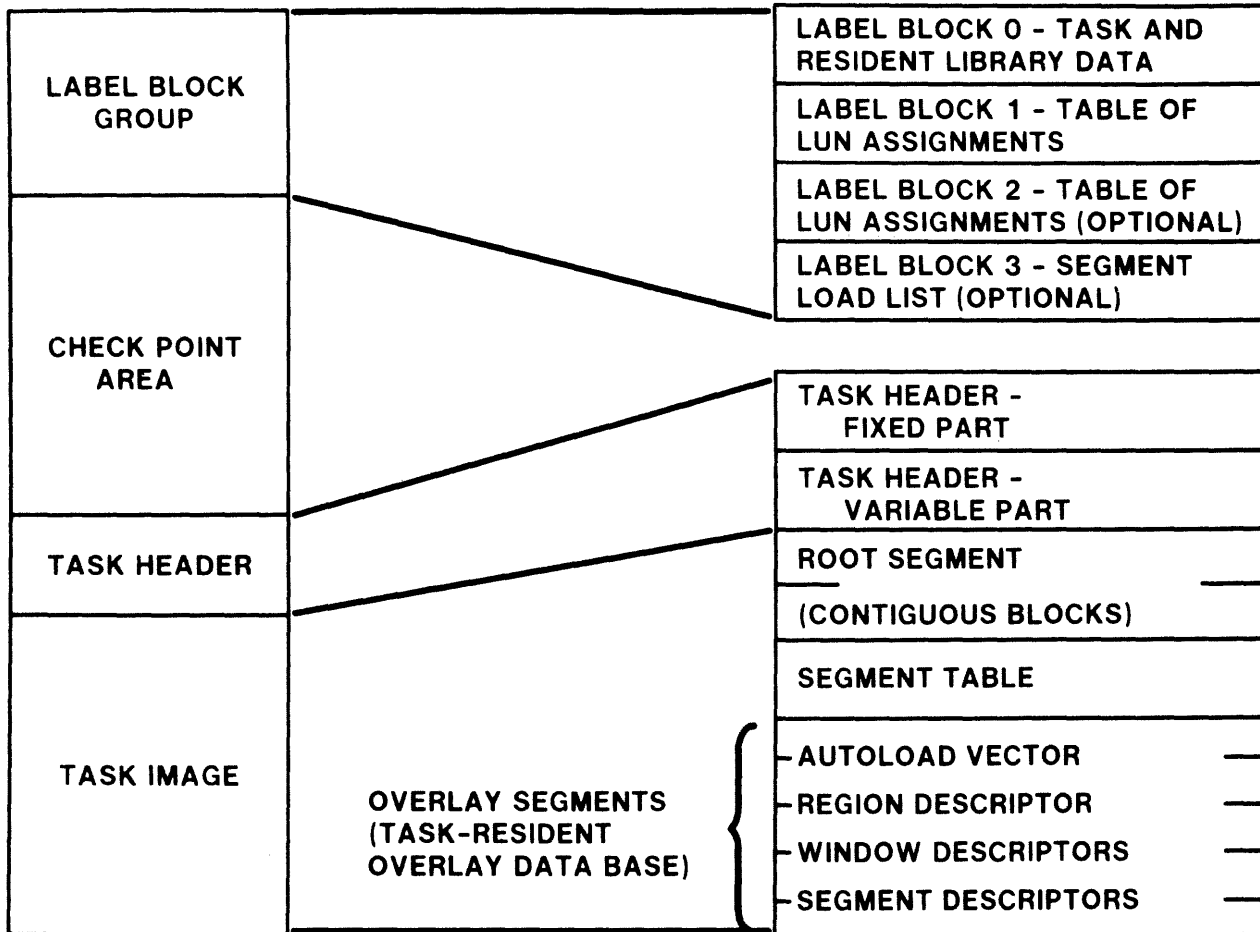 LABEL BLOCK
GROUP
CHECK POINT
AREA
TASK HEADER
TASK IMAGE
LABEL BLOCK 0 - TASK AND
RESIDENT LIBRARY DATA
LABEL BLOCK 1 - TABLE OF
LUN ASSIGNMENTS
LABEL BLOCK 2 - TABLE OF
LUN ASSIGNMENTS (OPTIONAL)
LABEL BLOCK 3 - SEGMENT
LOAD LIST (OPTIONAL)
TASK HEADER -
FIXED PART
TASK HEADER -
VARIABLE PART
ROOT SEGMENT
(CONTIGUOUS BLOCKS)
SEGMENT TABLE
OVERLAY SEGMENTS
(TASK-RESIDENT
OVERLAY DATA BASE)
AUTOLOAD VECTOR
REGION DESCRIPTOR
WINDOW DESCRIPTORS
SEGMENT DESCRIPTORS